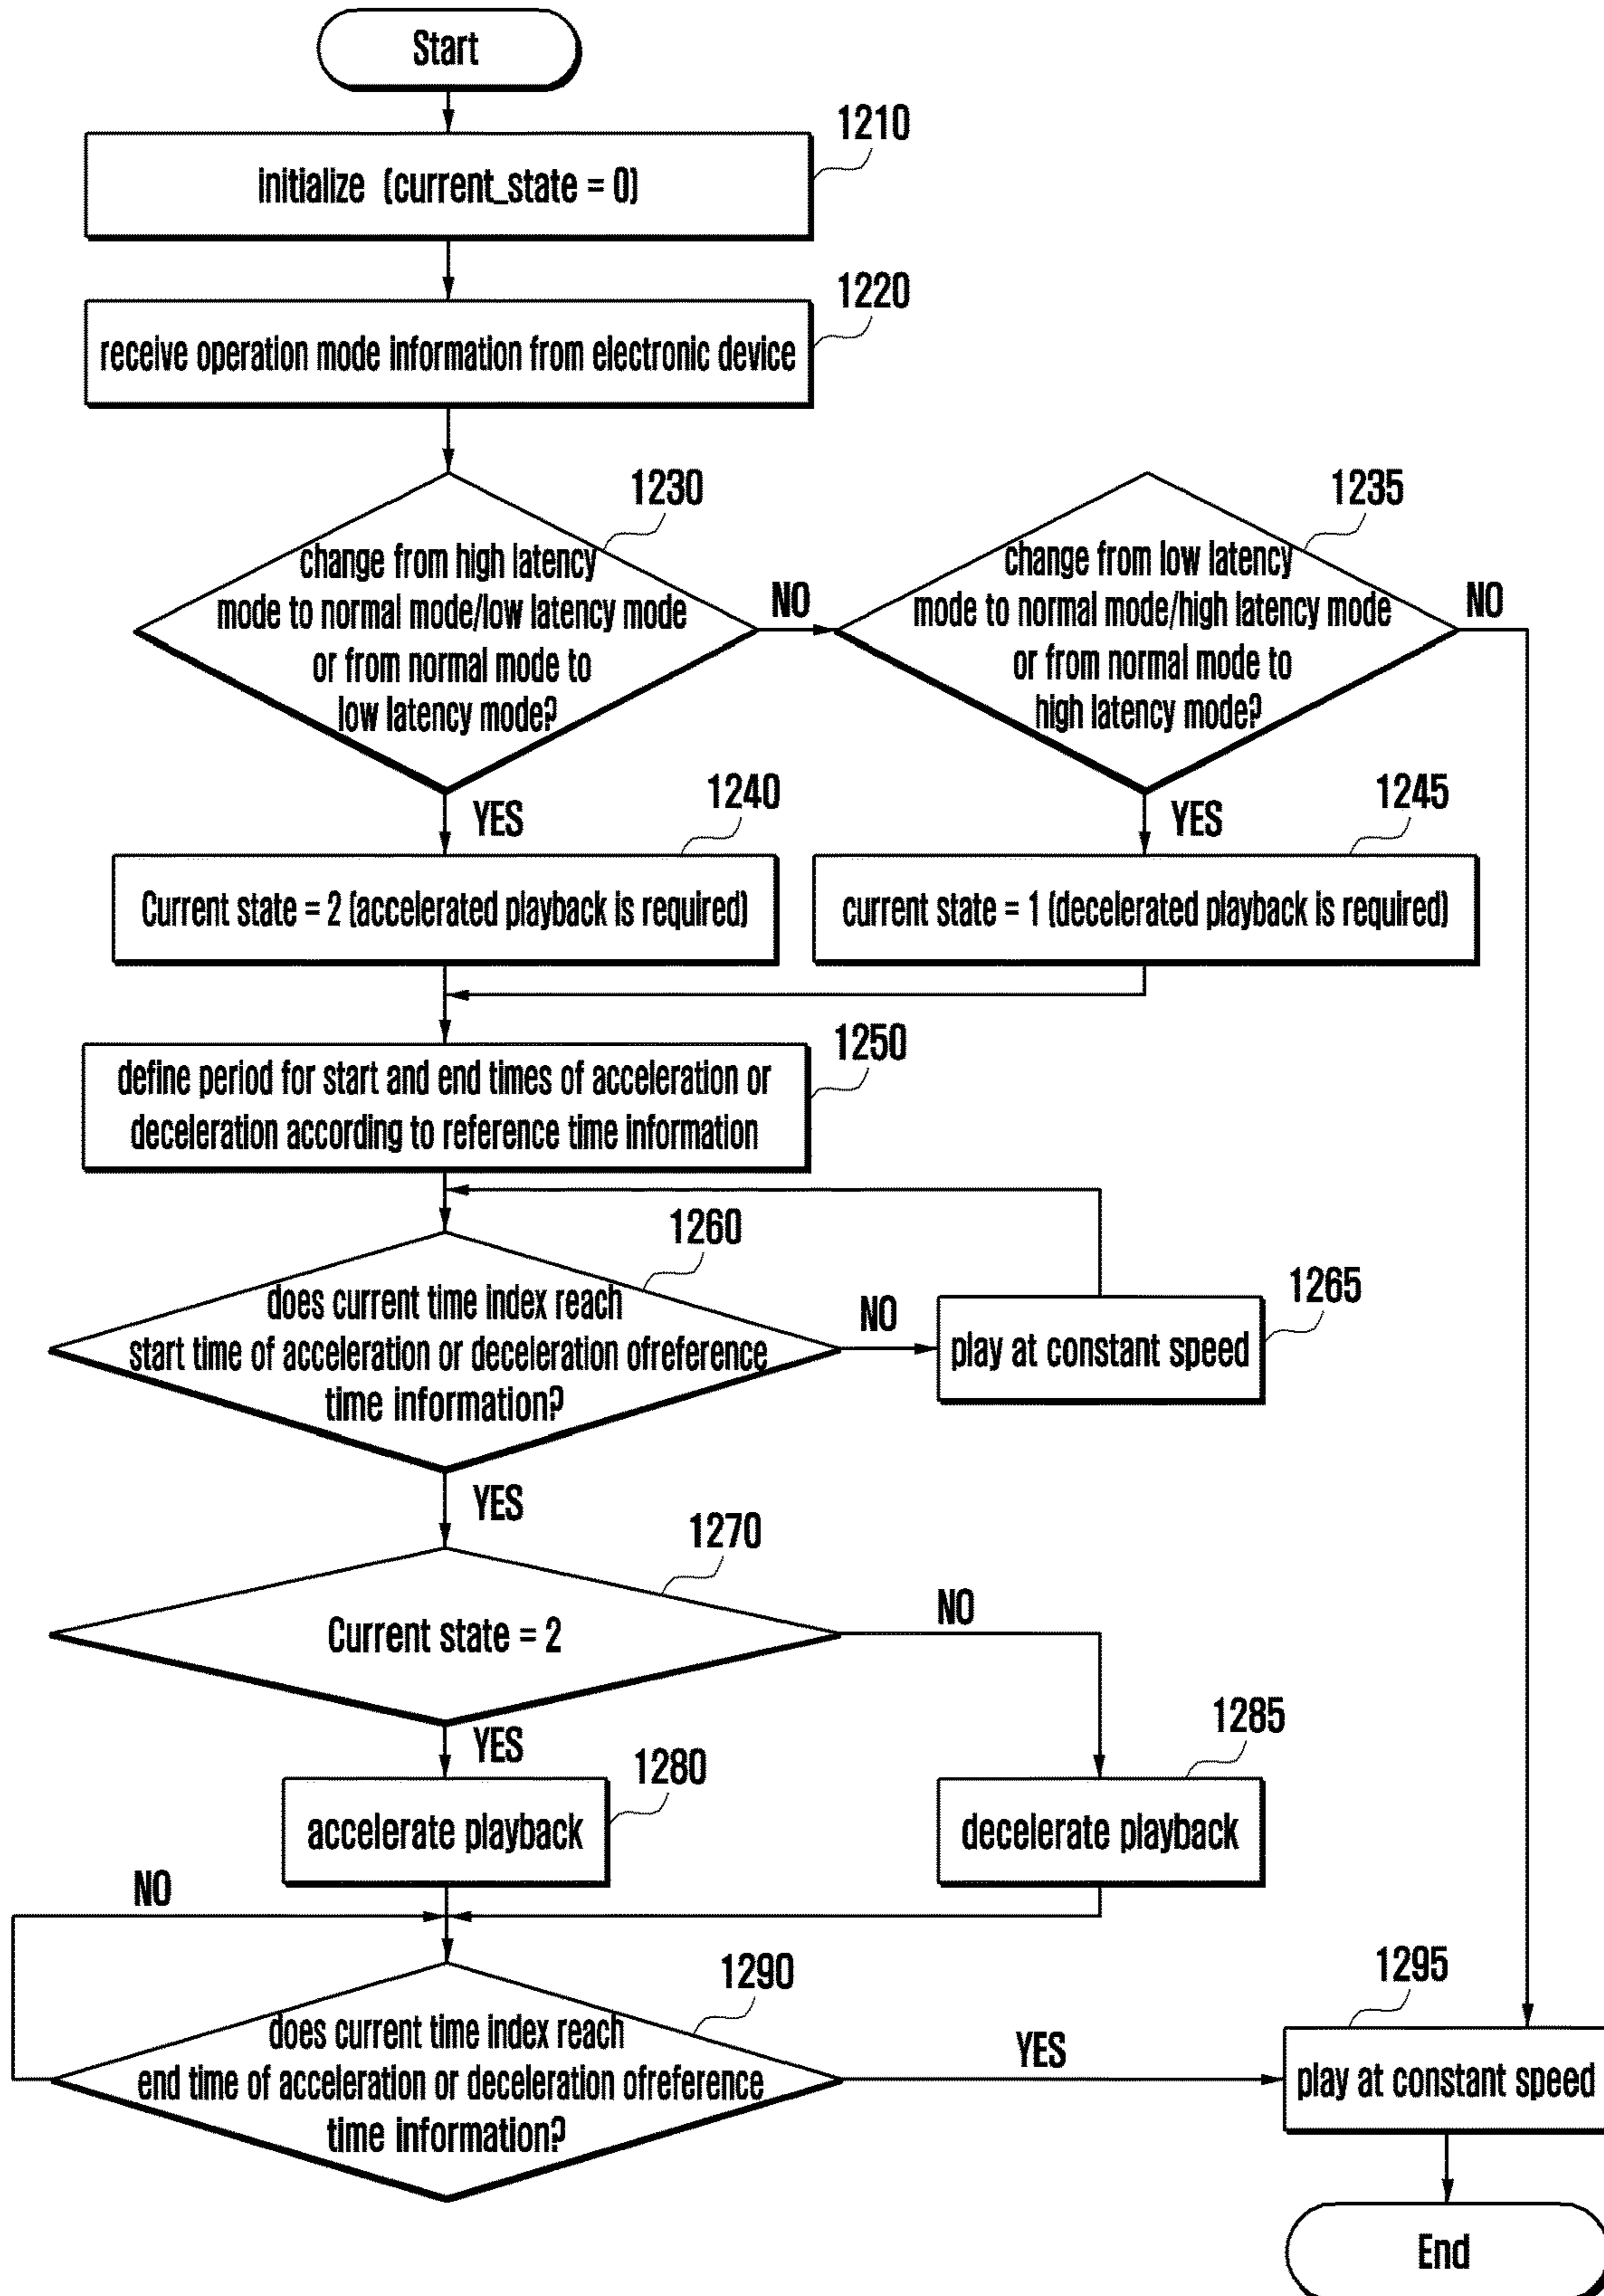 Start
1210
initialize (current_state = 0)
1220
receive operation mode information from electronic device
1230
change from high latency
mode to normal mode/low latency mode
or from normal mode to
low latency mode?
NO
1235
change from low latency
mode to normal mode/high latency mode
or from normal mode to
high latency mode?
NO
YES
1240
Current state = 2 (accelerated playback is required)
YES
1245
current state = 1 (decelerated playback is required)
1250
define period for start and end times of acceleration or
deceleration according to reference time information
1260
does current time index reach
start time of acceleration or deceleration ofreference
time information?
NO
1265
play at constant speed
YES
1270
Current state = 2
NO
YES
1280
accelerate playback
1285
decelerate playback
NO
1290
does current time index reach
end time of acceleration or deceleration ofreference
time information?
YES
1295
play at constant speed
End